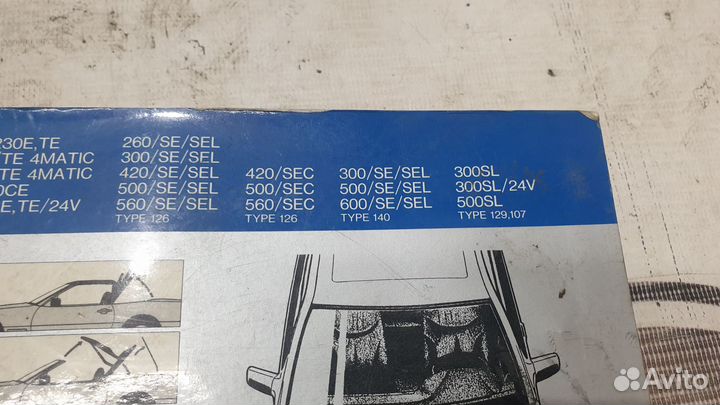 230E,TE 260/SE/SEL
/TE 4MATIC 300/SE/SEL
/TE 4MATIC 420/SE/SEL 420/SEC 300/SE/SEL 300SL
OCE 500/SE/SEL 500/SEC 500/SE/SEL 300SL/24V
E,TE/24V 560/SE/SEL 560/SEC 600/SE/SEL 500SL
TYPE 126 TYPE 126 TYPE 140 TYPE 129,107
Avito